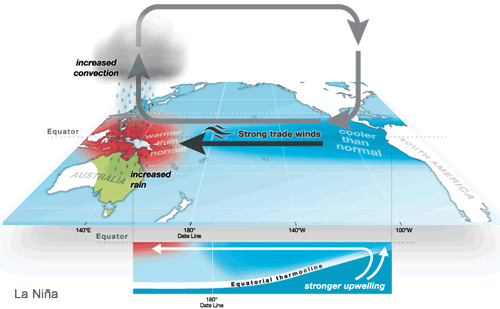 increased
convection
Equator
warmer
than
normal
Strong trade winds
cooler
than
normal
AUSTRALIA
increased
rain
SOUTH AMERICA
140°E
180°
Date Line
140°W
100°W
Equator
Equatorial thermocline
stronger upwelling
La Niña
180°
Date Line